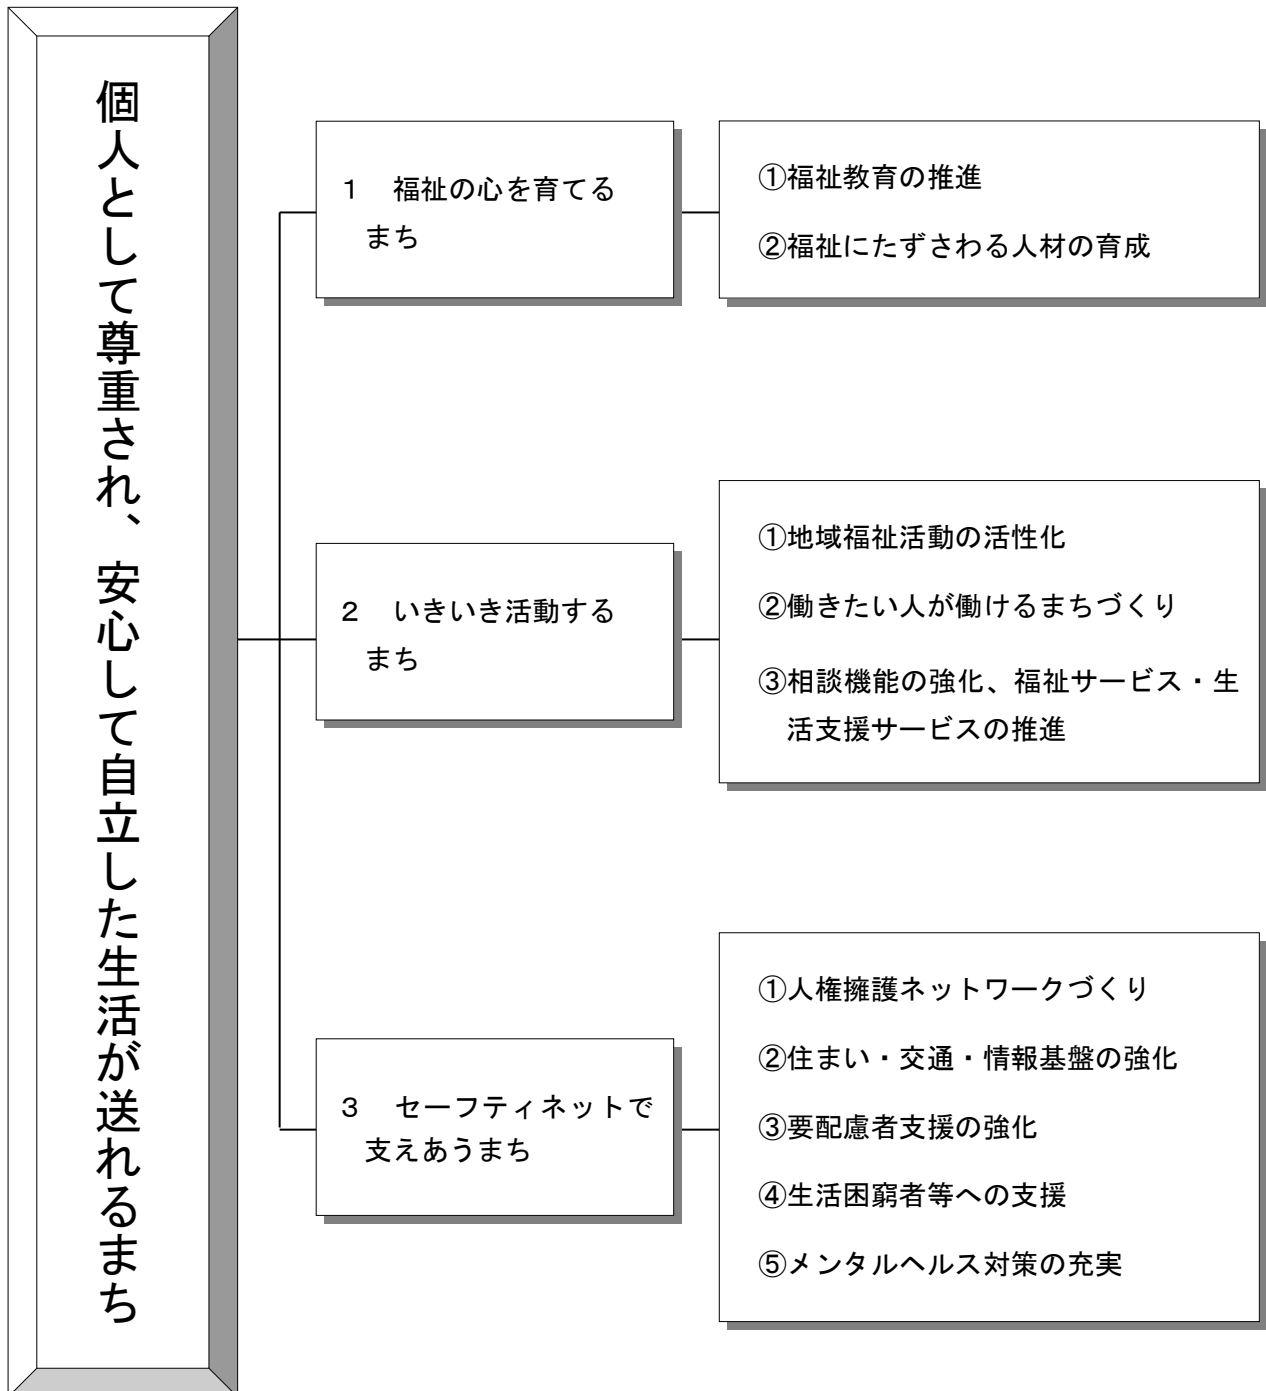 個人として尊重され、安心して自立した生活が送れるまち
１　福祉の心を育てる
まち
①福祉教育の推進
②福祉にたずさわる人材の育成
２　いきいき活動する
まち
①地域福祉活動の活性化
②働きたい人が働けるまちづくり
③相談機能の強化、福祉サービス・生
活支援サービスの推進
３　セーフティネットで
支えあうまち
①人権擁護ネットワークづくり
②住まい・交通・情報基盤の強化
③要配慮者支援の強化
④生活困窮者等への支援
⑤メンタルヘルス対策の充実